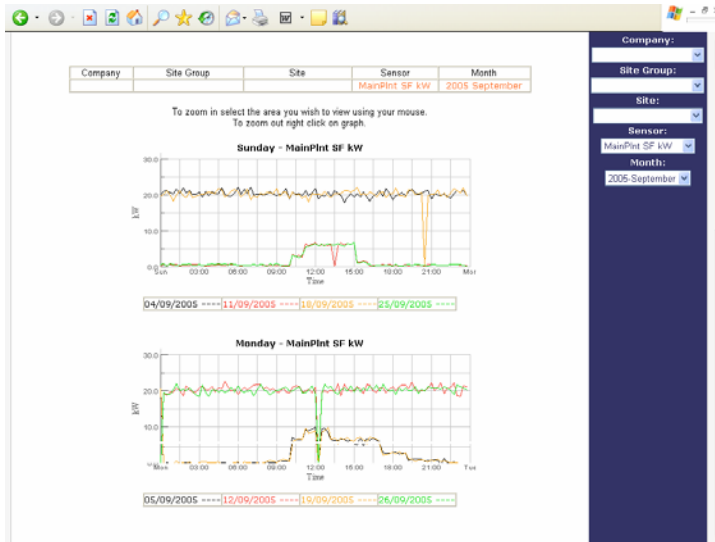 Company: 
Site Group:
Site:
Sensor:
MainPlnt SF kW
Month:
2005-September
Company Site Group Site Sensor Month
MainPlnt SF kW 2005 September
To zoom in select the area you wish to view using your mouse.
To zoom out right click on graph.
Sunday - MainPlnt SF kW
30.0
20.0
10.0
0.0
kW
Sun 03:00 06:00 09:00 12:00 15:00 18:00 21:00 Mon
Time
04/09/2005 ----11/09/2005 ----18/09/2005 ----25/09/2005 ----
Monday - MainPlnt SF kW
30.0
20.0
10.0
kW
Mon 03:00 06:00 09:00 12:00 15:00 18:00 21:00 Tue
Time
05/09/2005 ----12/09/2005 ----19/09/2005 ----26/09/2005 ----